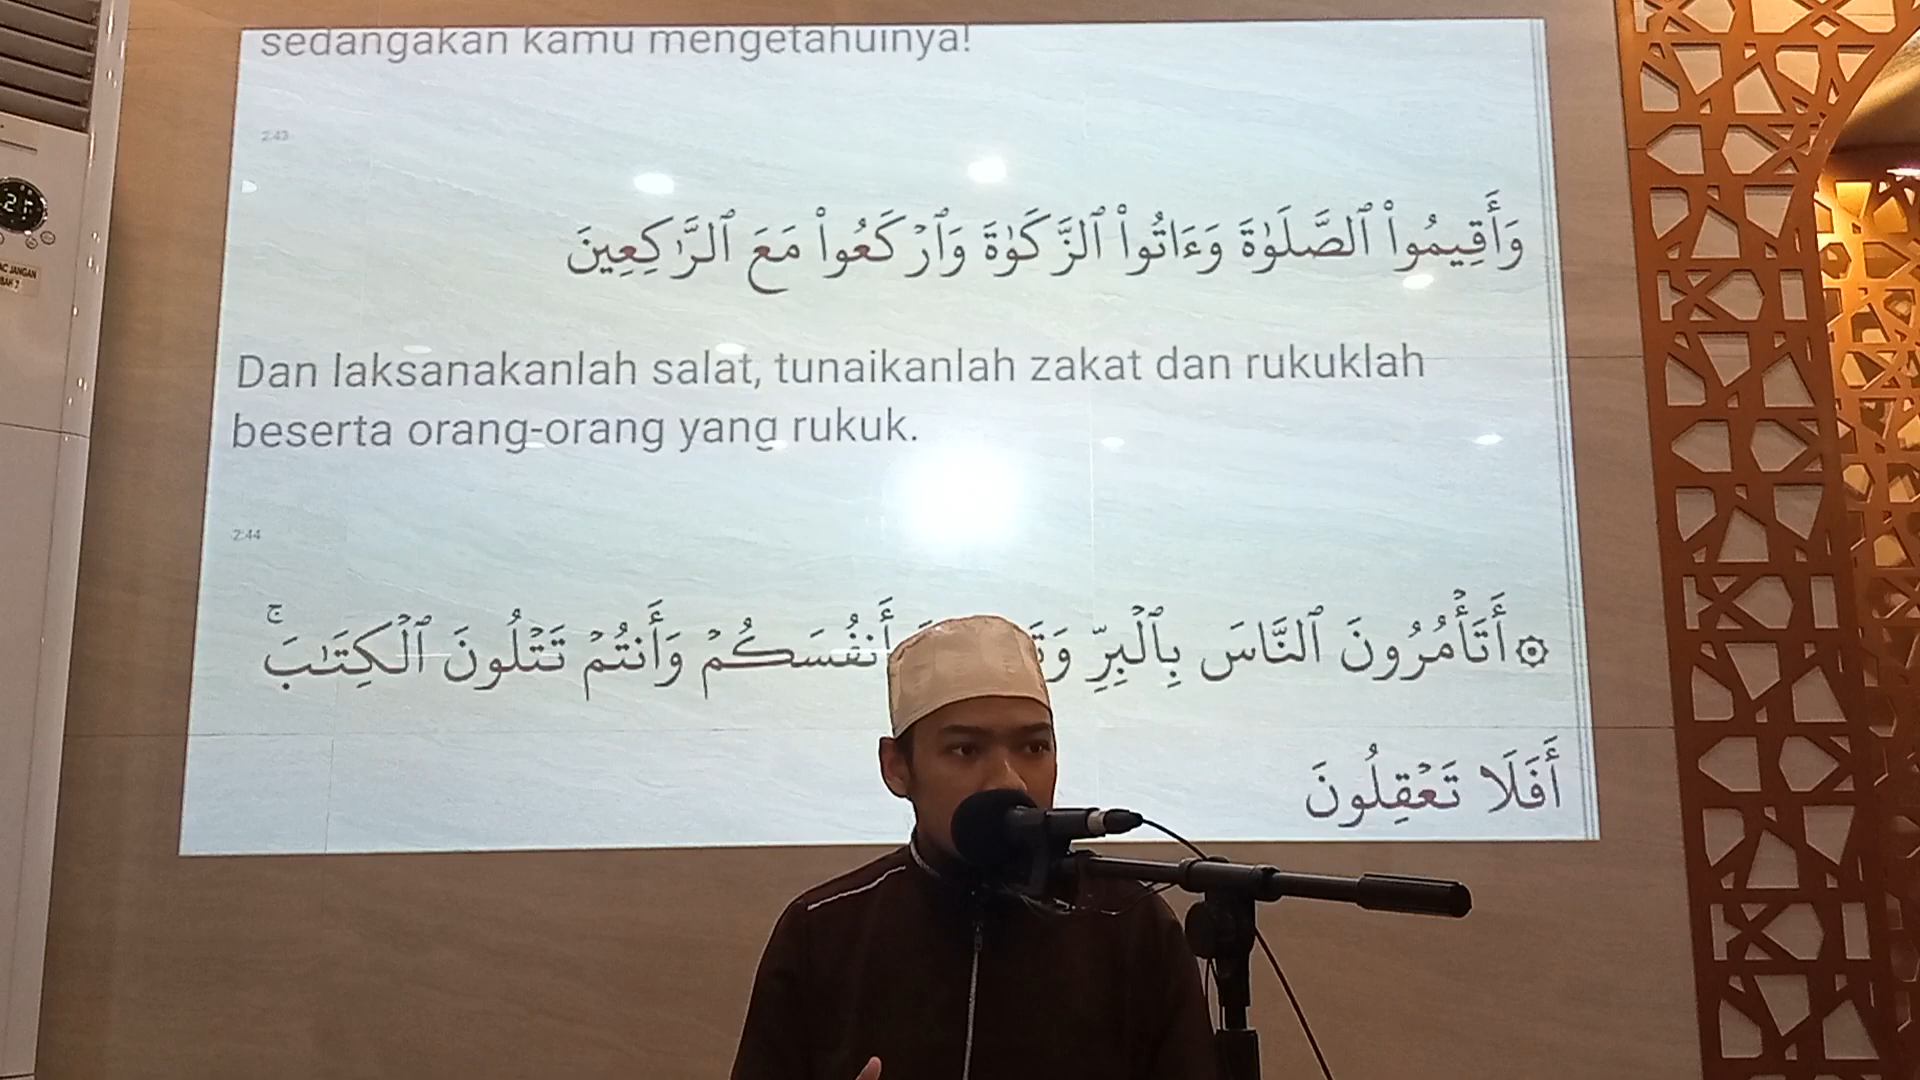 sedangakan kamu mengetahuinya!
2:43
وَأَقِيمُوا۟ ٱلصَّلَوٰةَ وَءَاتُوا۟ ٱلزَّكَوٰةَ وَٱرْكَعُوا۟ مَعَ ٱلرَّٰكِعِينَ
Dan laksanakanlah salat, tunaikanlah zakat dan rukuklah
beserta orang-orang yang rukuk.
2:44
۞ أَتَأْمُرُونَ ٱلنَّاسَ بِٱلْبِرِّ أَنفُسَكُمْ وَأَنتُمْ تَتْلُونَ ٱلْكِتَٰبَ ۚ
أَفَلَا تَعْقِلُونَ
AC JANGAN